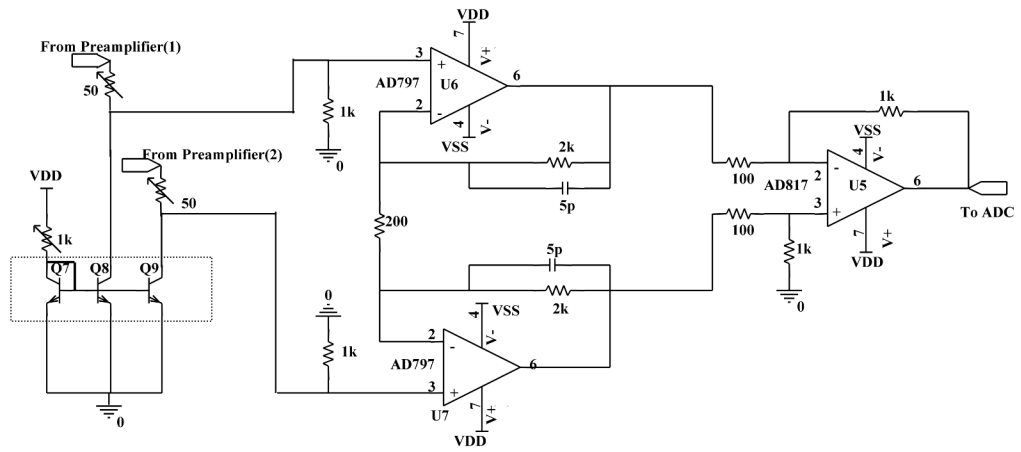 From Preamplifier(1)
50
From Preamplifier(2)
50
VDD
1k
Q7
Q8
Q9
0
1k
0
0
1k
VDD
7
V+
3
+
AD797
U6
6
2
-
4
V-
VSS
2k
5p
200
5p
2k
4
VSS
V-
2
-
AD797
6
3
+
U7
7
V+
VDD
100
100
1k
VSS
4
V-
2
-
AD817
U5
6
3
+
7
V+
VDD
1k
0
To ADC